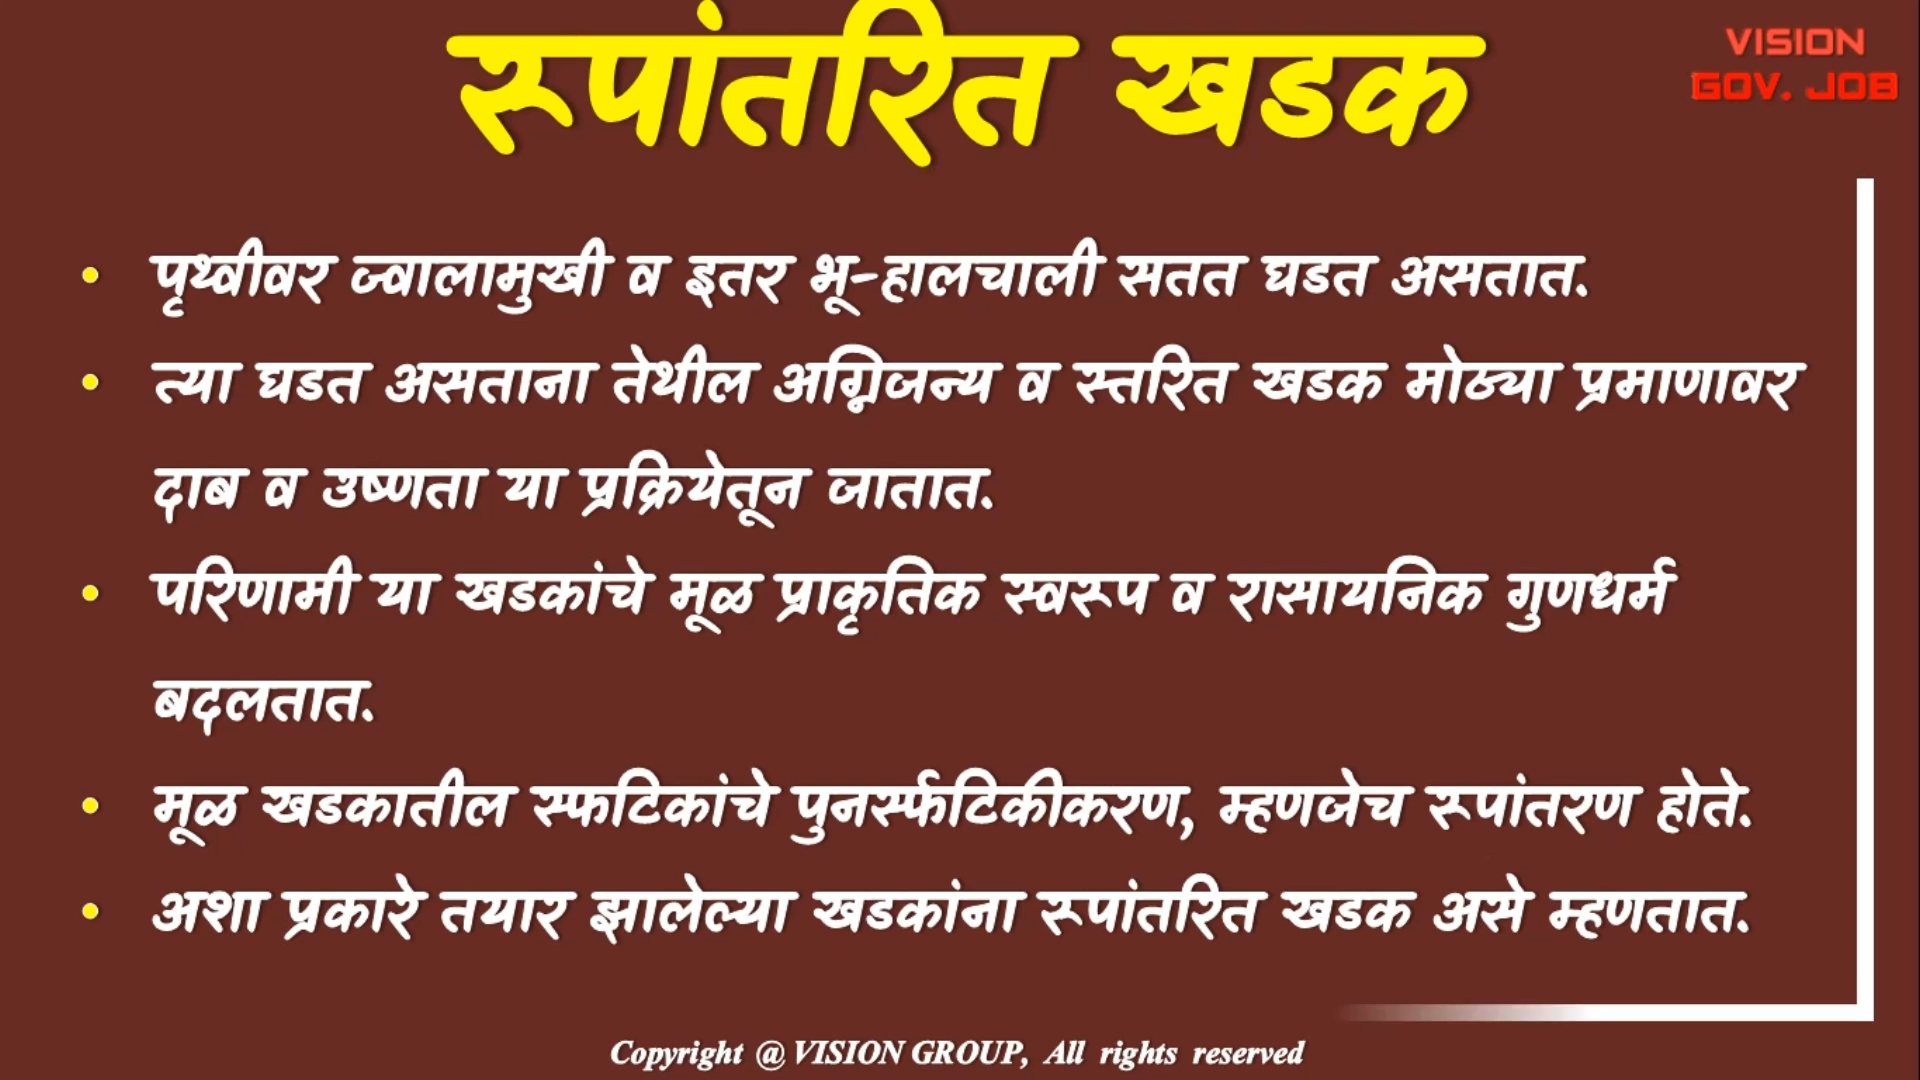 रूपांतरित खडक
VISION
GOV. JOB
• पृथ्वीवर ज्वालामुखी व इतर भू-हालचाली सतत घडत असतात.
• त्या घडत असताना तेथील अग्निजन्य व स्तरित खडक मोठ्या प्रमाणावर
दाब व उष्णता या प्रक्रियेतून जातात.
• परिणामी या खडकांचे मूळ प्राकृतिक स्वरूप व रासायनिक गुणधर्म
बदलतात.
• मूळ खडकातील स्फटिकांचे पुनर्स्फटिकीकरण, म्हणजेच रूपांतरण होते.
• अशा प्रकारे तयार झालेल्या खडकांना रूपांतरित खडक असे म्हणतात.
Copyright @ VISION GROUP, All rights reserved